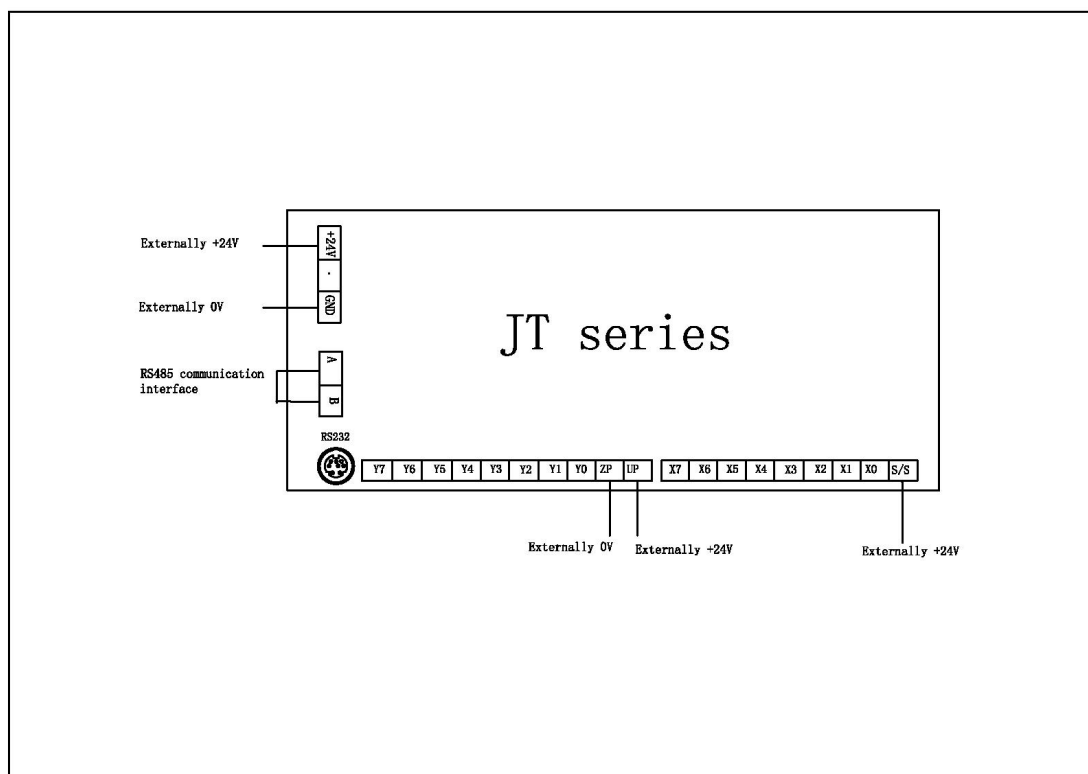 Externally +24V
+24V
.
Externally 0V
GND
JT series
A
RS485 communication
interface
B
RS232
Y7 Y6 Y5 Y4 Y3 Y2 Y1 Y0 ZP UP X7 X6 X5 X4 X3 X2 X1 X0 S/S
Externally 0V Externally +24V Externally +24V